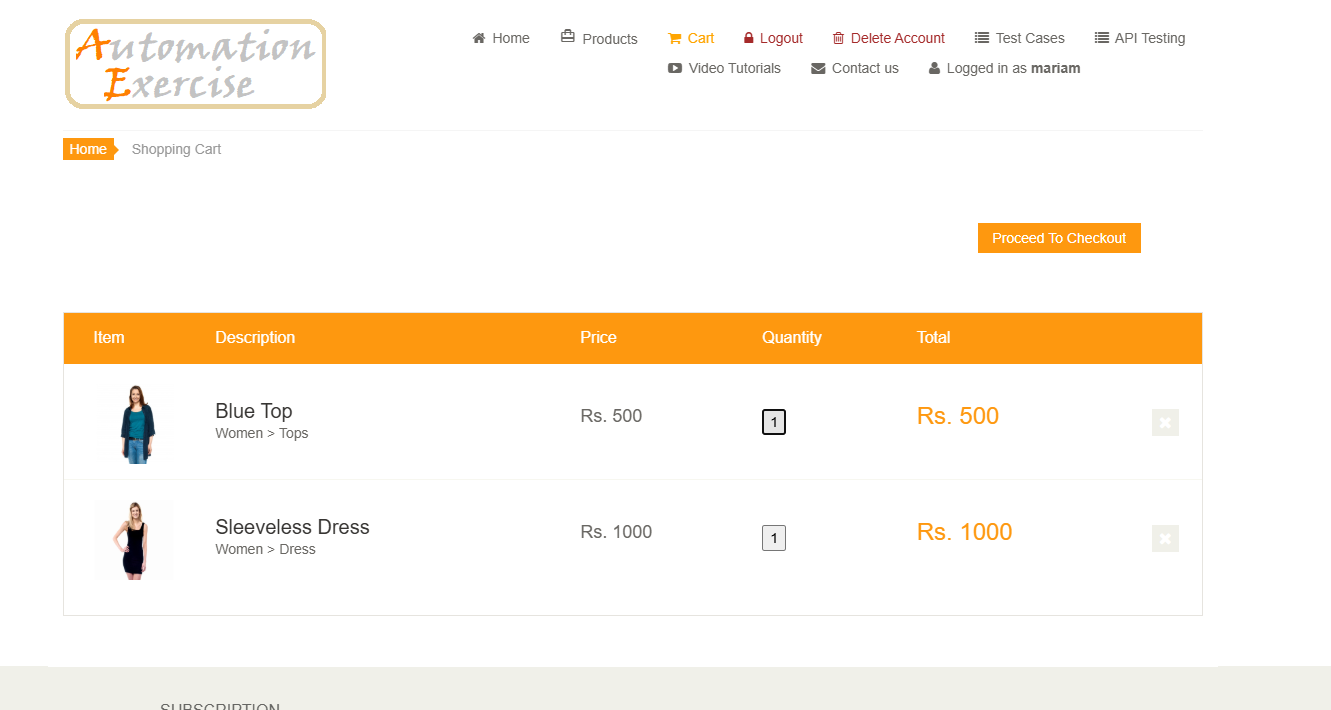 Automation
Exercise
Home Products Cart Logout Delete Account Test Cases API Testing
Video Tutorials Contact us Logged in as mariam
Home Shopping Cart
Proceed To Checkout
Item Description Price Quantity Total
Blue Top
Women > Tops
Rs. 500
1
Rs. 500
Sleeveless Dress
Women > Dress
Rs. 1000
1
Rs. 1000
SUBSCRIPTION